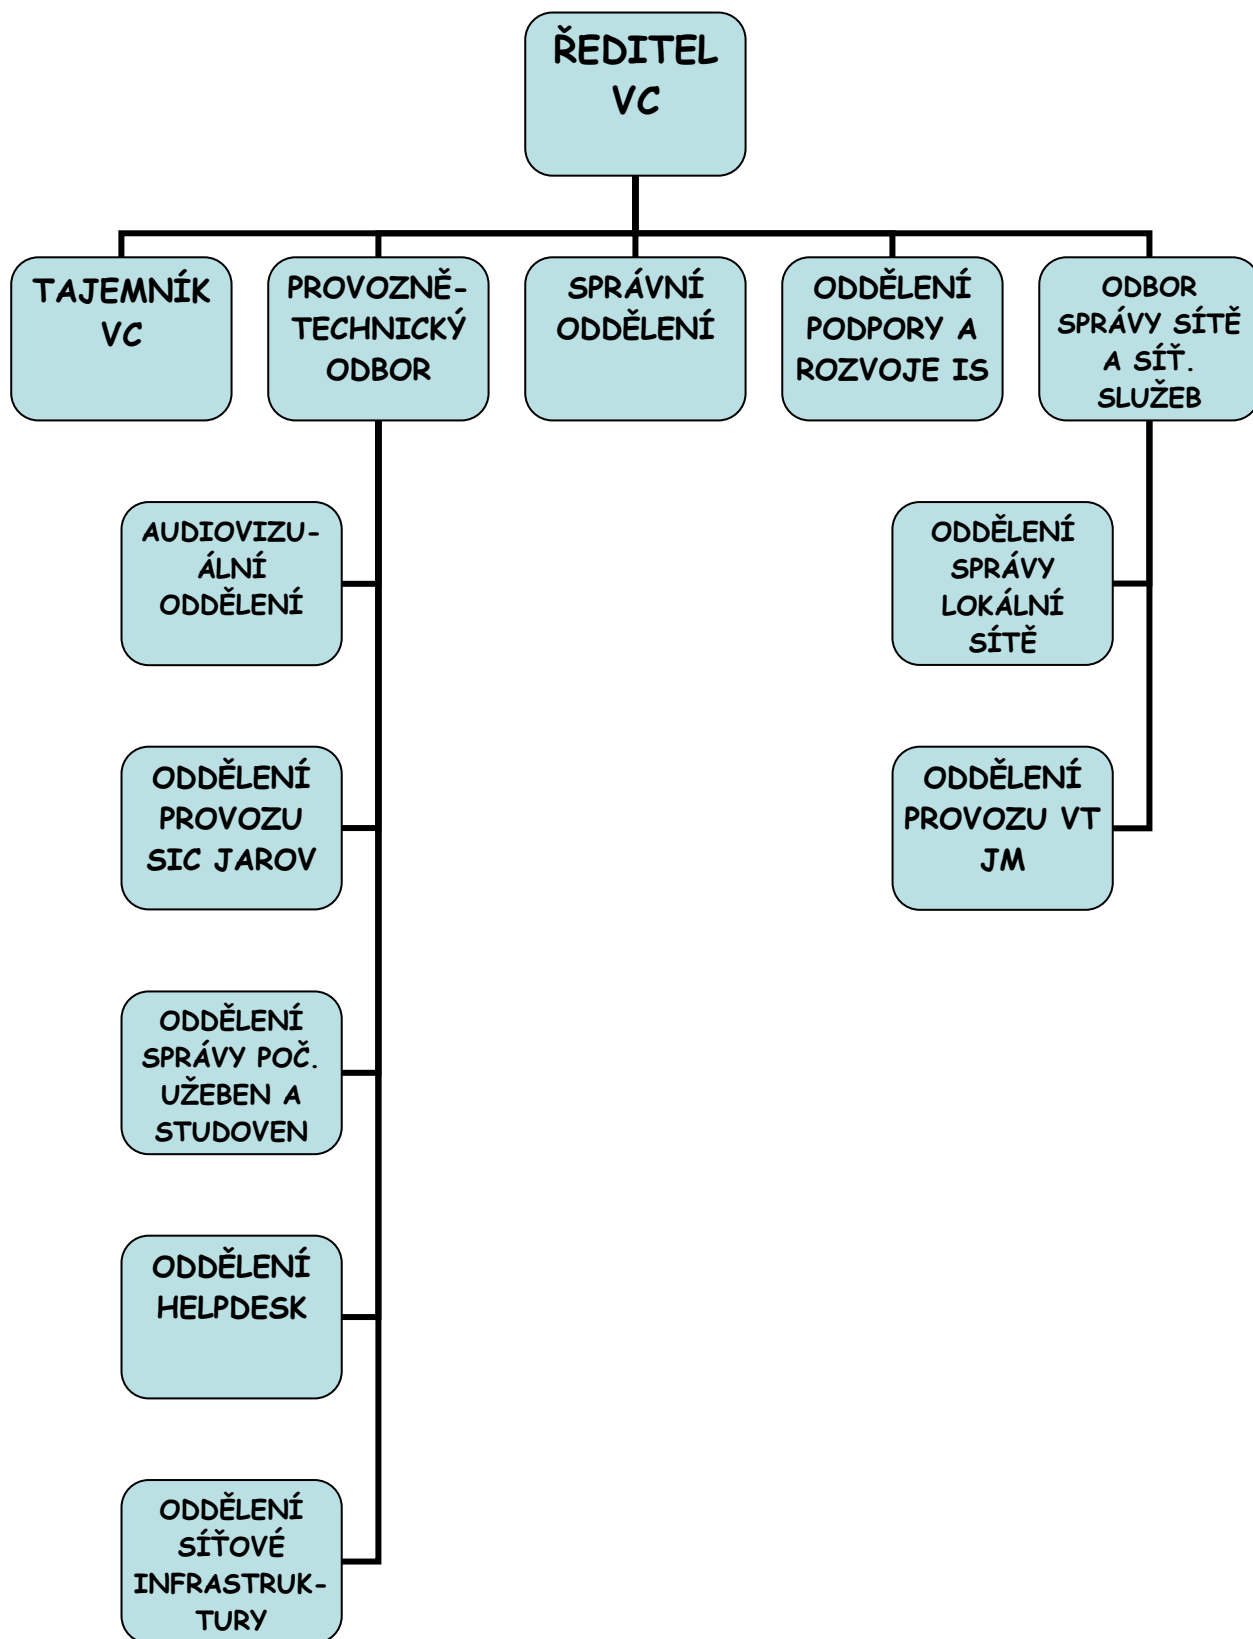 ŘEDITEL
VC
TAJEMNÍK
VC
PROVOZNĚ-
TECHNICKÝ
ODBOR
SPRÁVNÍ
ODDĚLENÍ
ODDĚLENÍ
PODPORY A
ROZVOJE IS
ODBOR
SPRÁVY SÍTĚ
A SÍŤ.
SLUŽEB
AUDIOVIZU-
ÁLNÍ
ODDĚLENÍ
ODDĚLENÍ
SPRÁVY
LOKÁLNÍ
SÍTĚ
ODDĚLENÍ
PROVOZU
SIC JAROV
ODDĚLENÍ
PROVOZU VT
JM
ODDĚLENÍ
SPRÁVY POČ.
UŽEBEN A
STUDOVEN
ODDĚLENÍ
HELPDESK
ODDĚLENÍ
SÍŤOVÉ
INFRASTRUK-
TURY